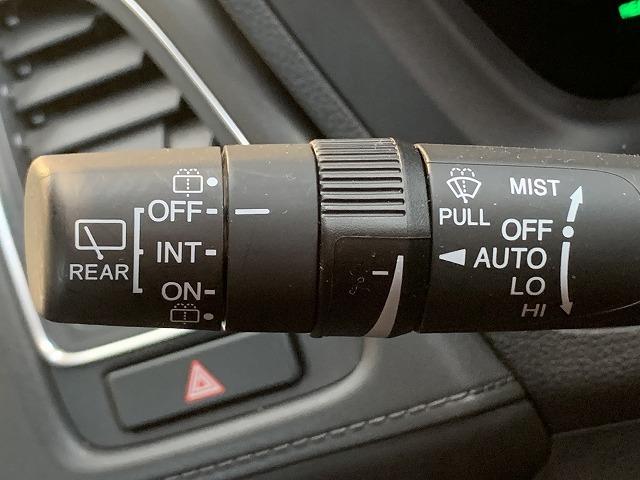 OFF
INT
REAR
ON
PULL
MIST
OFF
AUTO
LO
HI